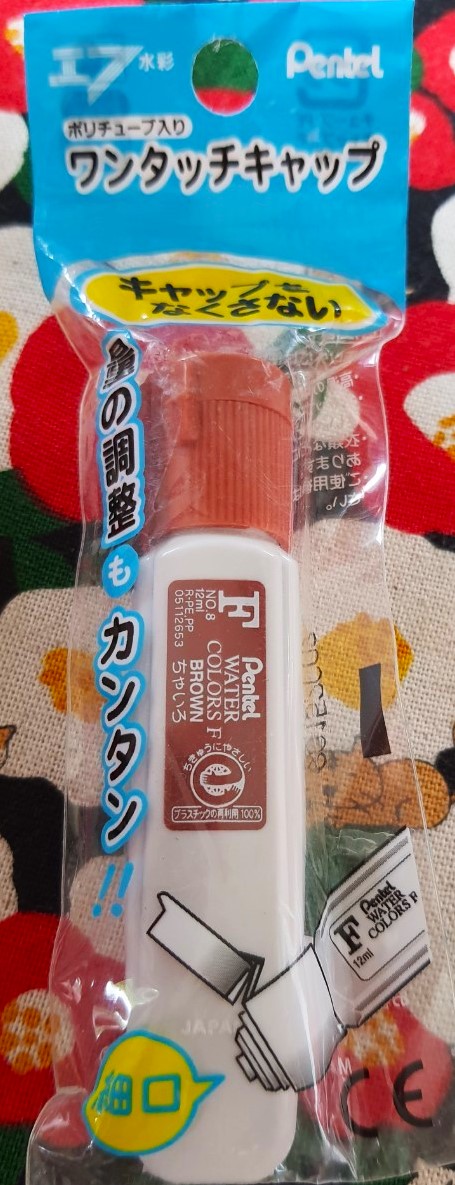 エフ水彩
Pentel
ポリチューブ入り
ワンタッチキャップ
キャップを
なくさない
量の調整もカンタン!!
F
NO.8
12ml
R-PE,PP
05112653
Pentel
WATER
COLORS F
BROWN
ちゃいろ
ちきゅうにやさしい
プラスチックの再利用100%
F
Pentel
WATER
COLORS F
12ml
JAPAN
CE